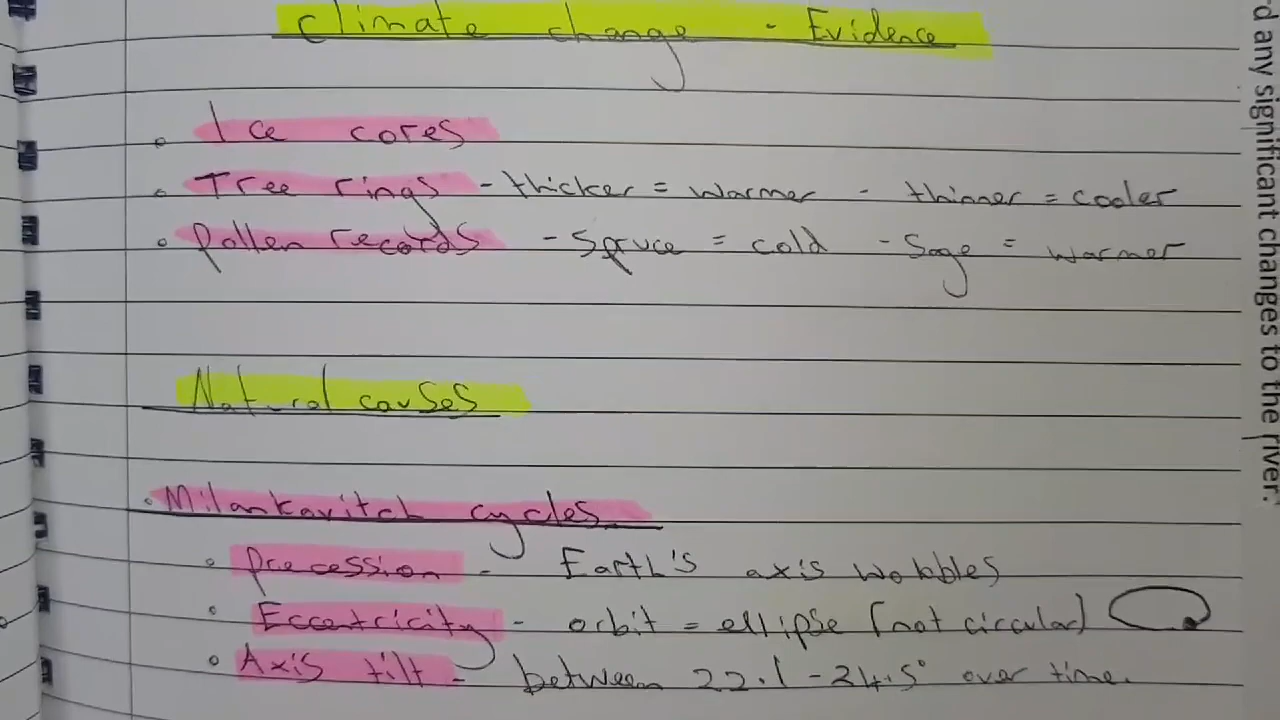 Climate change - Evidence
Ice cores
Tree rings - thicker = warmer - thinner = cooler
Pollen records - Spruce = cold - Sage = warmer
Natural causes
Milankavitch cycles
Precession - Earth's axis wobbles
Eccentricity - orbit = ellipse (not circular)
Axis tilt - between 22.1 - 24.5° over time.
d any significant changes to the river.